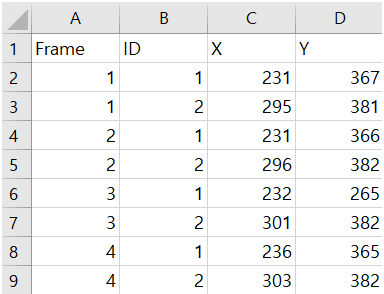 A B C D
1 Frame ID X Y
2 1 1 231 367
3 1 2 295 381
4 2 1 231 366
5 2 2 296 382
6 3 1 232 265
7 3 2 301 382
8 4 1 236 365
9 4 2 303 382